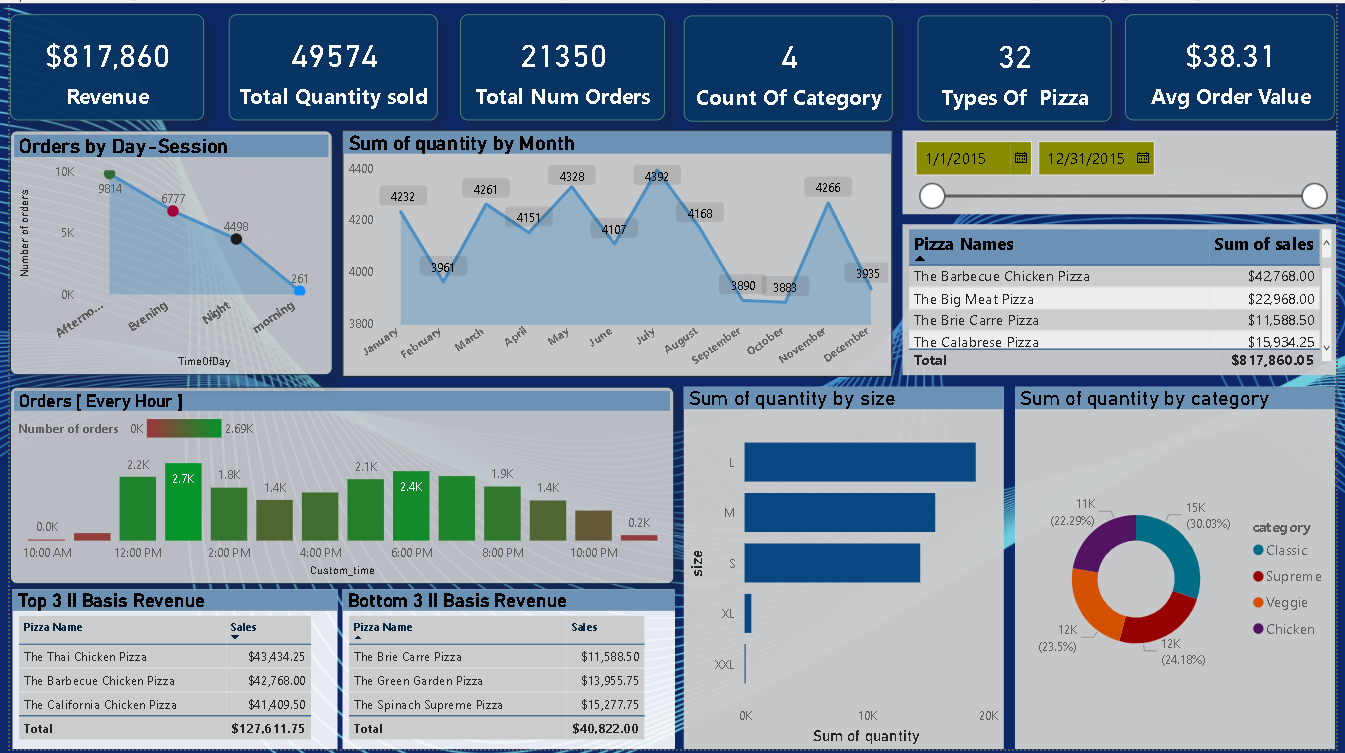 $817,860
Revenue
49574
Total Quantity sold
21350
Total Num Orders
4
Count Of Category
32
Types Of Pizza
$38.31
Avg Order Value
Orders by Day-Session
Number of orders
10K
5K
0K
9814
6777
4498
261
Afterno...
Evening
Night
morning
TimeOfDay
Sum of quantity by Month
4400
4200
4000
3800
4232
3961
4261
4151
4328
4107
4392
4168
3890
3883
4266
3935
January
February
March
April
May
June
July
August
September
October
November
December
1/1/2015
12/31/2015
Pizza Names Sum of sales
The Barbecue Chicken Pizza $42,768.00
The Big Meat Pizza $22,968.00
The Brie Carre Pizza $11,588.50
The Calabrese Pizza $15,934.25
Total $817,860.05
Orders [ Every Hour ]
Number of orders 0K 2.69K
0.0K
2.2K
2.7K
1.8K
1.4K
2.1K
2.4K
1.9K
1.4K
0.2K
10:00 AM
12:00 PM
2:00 PM
4:00 PM
6:00 PM
8:00 PM
10:00 PM
Custom_time
Sum of quantity by size
size
L
M
S
XL
XXL
0K
10K
20K
Sum of quantity
Sum of quantity by category
11K
(22.29%)
15K
(30.03%)
12K
(23.5%)
12K
(24.18%)
category
Classic
Supreme
Veggie
Chicken
Top 3 II Basis Revenue
Pizza Name Sales
The Thai Chicken Pizza $43,434.25
The Barbecue Chicken Pizza $42,768.00
The California Chicken Pizza $41,409.50
Total $127,611.75
Bottom 3 II Basis Revenue
Pizza Name Sales
The Brie Carre Pizza $11,588.50
The Green Garden Pizza $13,955.75
The Spinach Supreme Pizza $15,277.75
Total $40,822.00